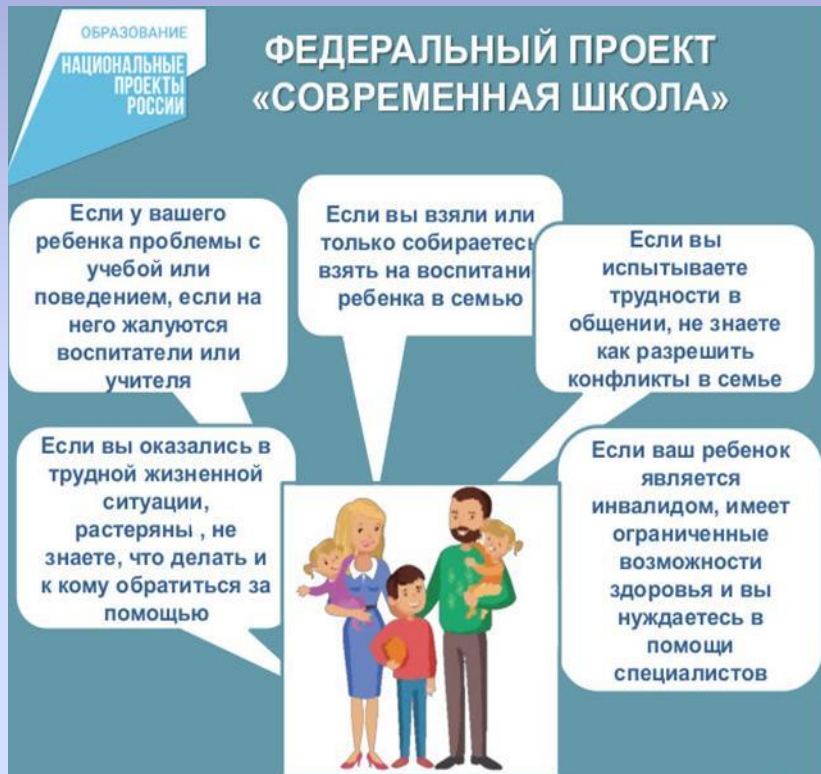 ОБРАЗОВАНИЕ
НАЦИОНАЛЬНЫЕ
ПРОЕКТЫ
РОССИИ
ФЕДЕРАЛЬНЫЙ ПРОЕКТ
«СОВРЕМЕННАЯ ШКОЛА»
Если у вашего
ребенка проблемы с
учебой или
поведением, если на
него жалуются
воспитатели или
учителя
Если вы взяли или
только собираетесь
взять на воспитани
ребенка в семью
Если вы
испытываете
трудности в
общении, не знаете
как разрешить
конфликты в семье
Если вы оказались в
трудной жизненной
ситуации,
растеряны , не
знаете, что делать и
к кому обратиться за
помощью
Если ваш ребенок
является
инвалидом, имеет
ограниченные
возможности
здоровья и вы
нуждаетесь в
помощи
специалистов